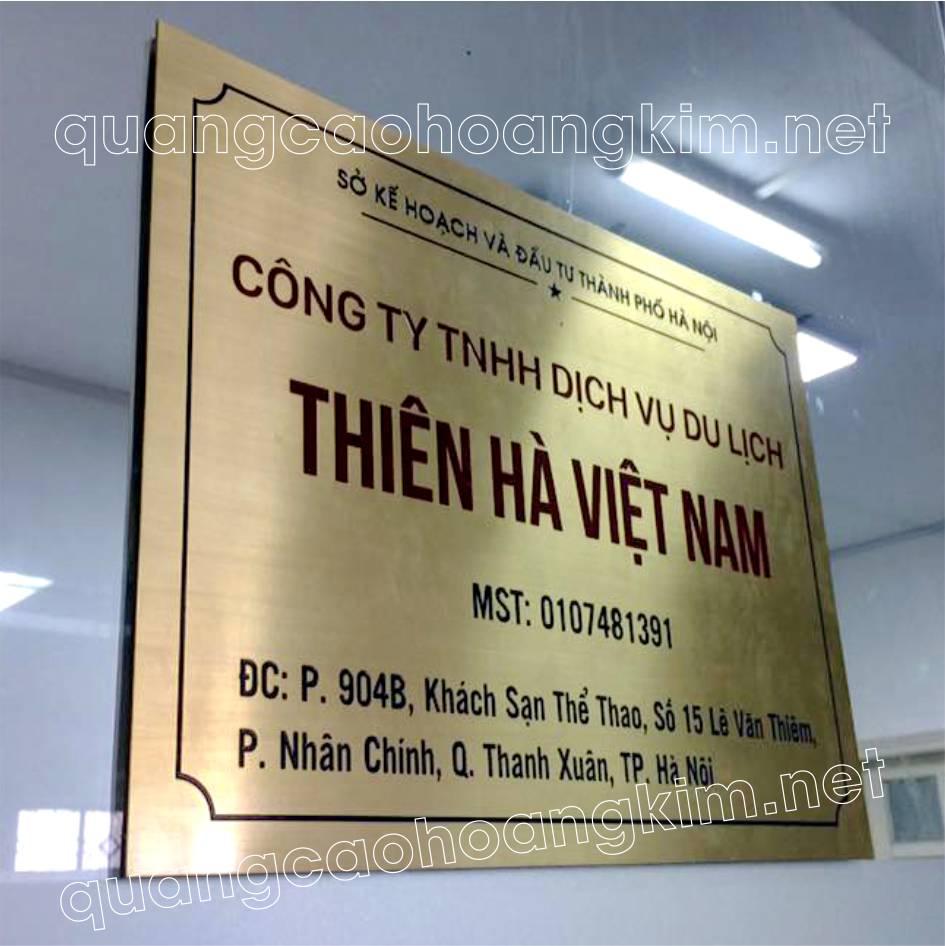 quangcaohoangkim.net
SỞ KẾ HOẠCH VÀ ĐẦU TƯ THÀNH PHỐ HÀ NỘI
CÔNG TY TNHH DỊCH VỤ DU LỊCH
THIÊN HÀ VIỆT NAM
MST: 0107481391
ĐC: P. 904B, Khách Sạn Thể Thao, Số 15 Lê Văn Thiêm,
P. Nhân Chính, Q. Thanh Xuân, TP. Hà Nội
quangcaohoangkim.net